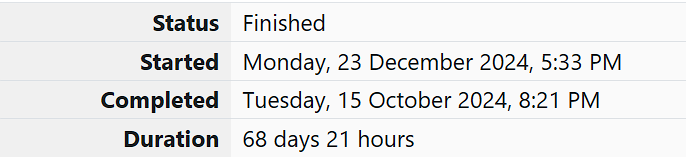 Status Finished
Started Monday, 23 December 2024, 5:33 PM
Completed Tuesday, 15 October 2024, 8:21 PM
Duration 68 days 21 hours